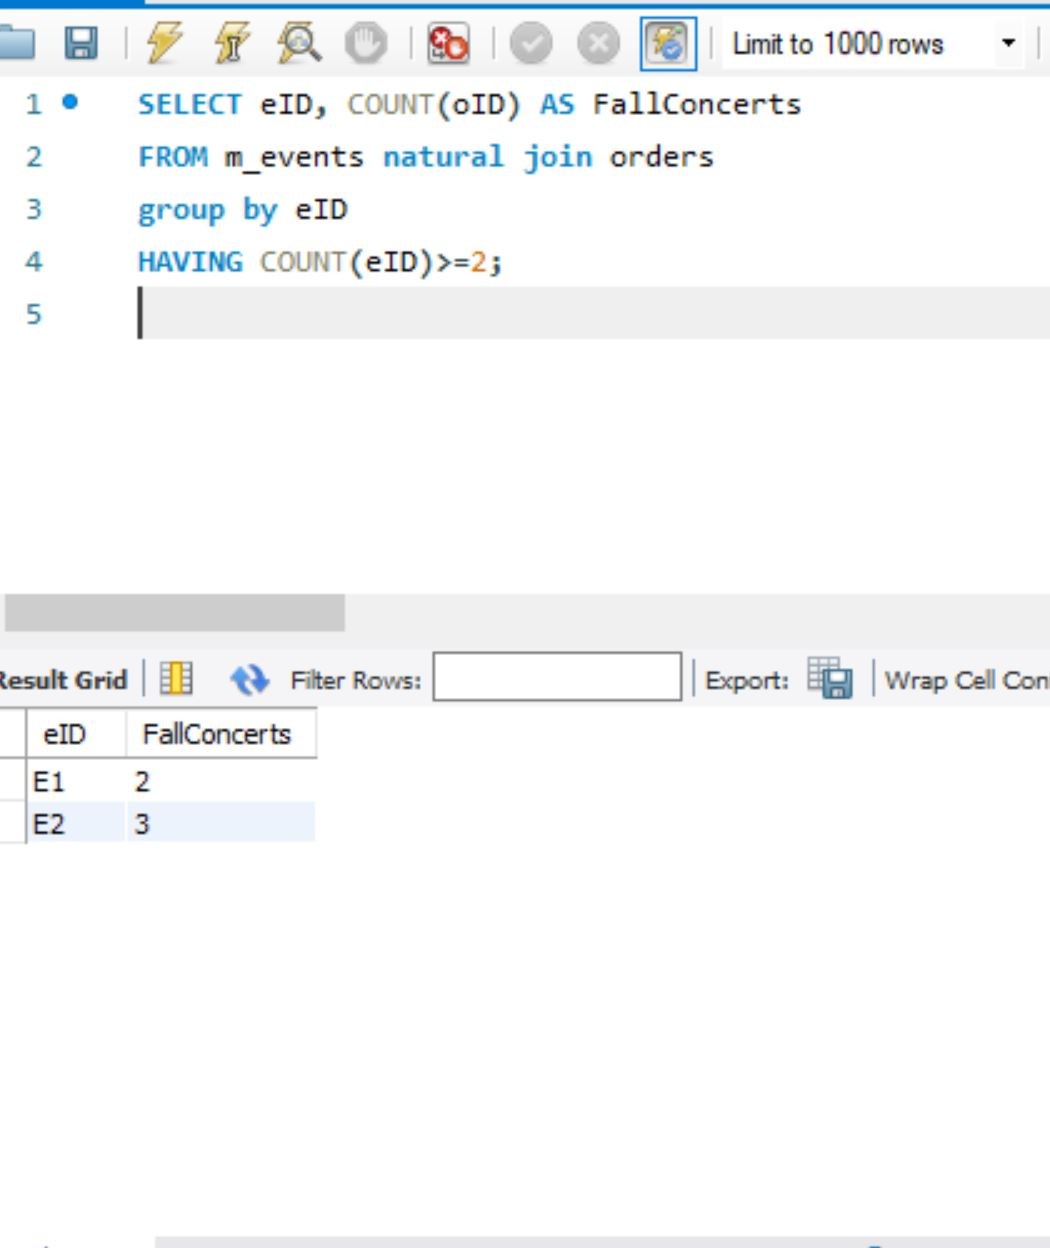 Limit to 1000 rows
1 SELECT eID, COUNT(oID) AS FallConcerts
2 FROM m_events natural join orders
3 group by eID
4 HAVING COUNT(eID)>=2;
5
Result Grid Filter Rows: Export: Wrap Cell Con
eID FallConcerts
E1 2
E2 3